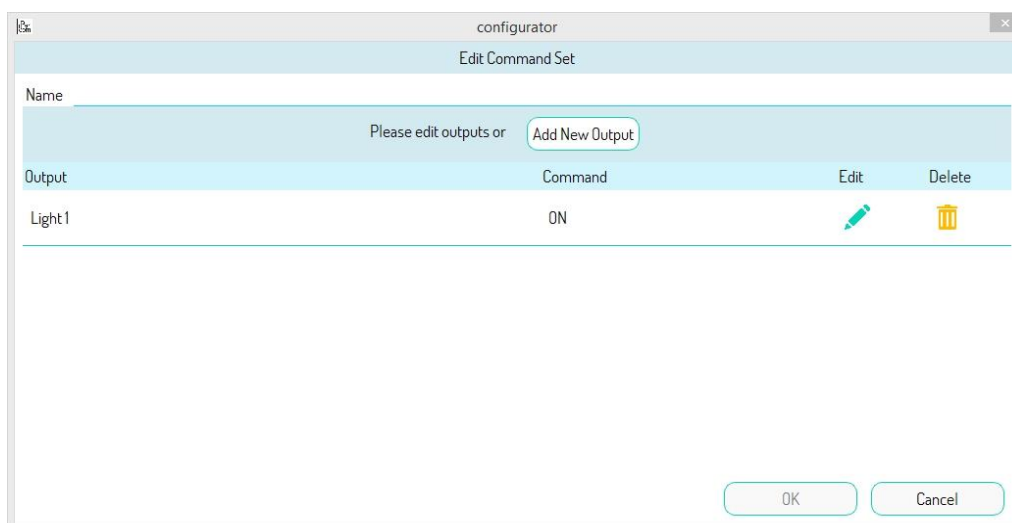 configurator
Edit Command Set
Name
Please edit outputs or Add New Output
Output Command Edit Delete
Light 1 ON
OK Cancel